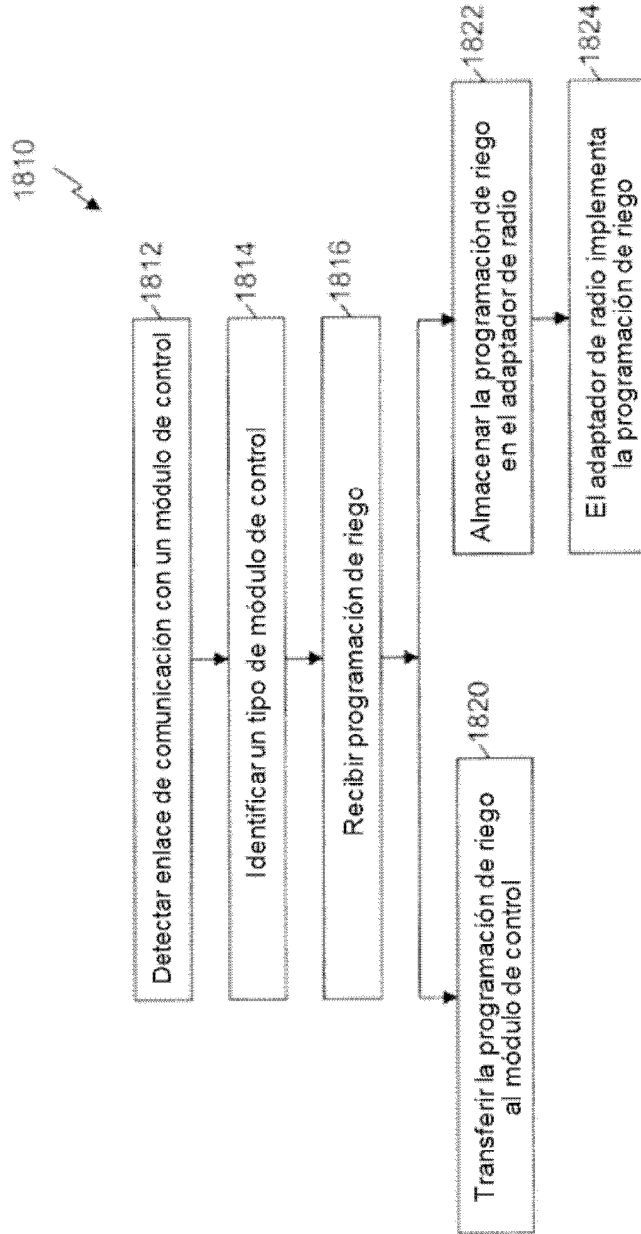 1810
Detectar enlace de comunicación con un módulo de control
1812
Identificar un tipo de módulo de control
1814
Recibir programación de riego
1816
Transferir la programación de riego
al módulo de control
1820
Almacenar la programación de riego
en el adaptador de radio
1822
El adaptador de radio implementa
la programación de riego
1824